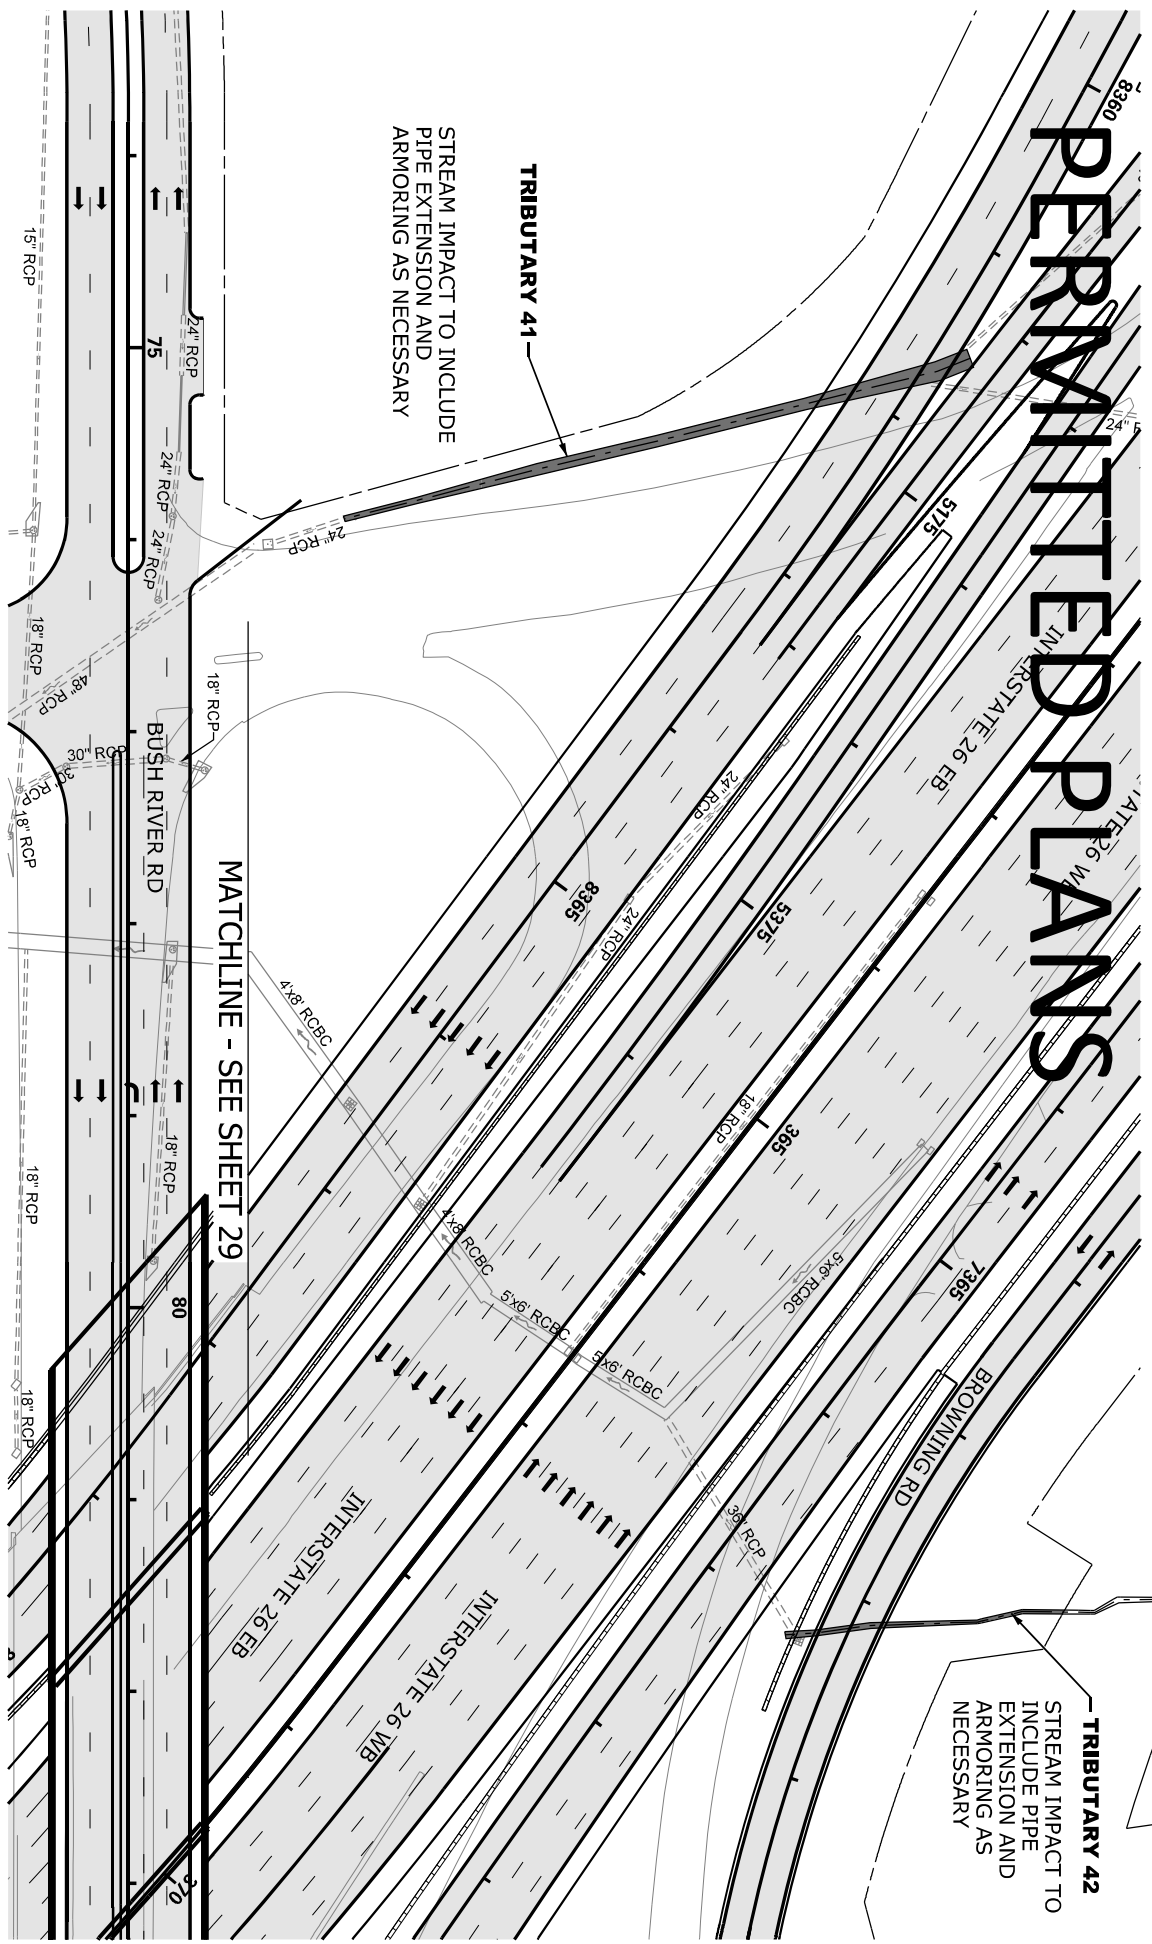 PERMITTED PLANS
8360
TRIBUTARY 42
STREAM IMPACT TO
INCLUDE PIPE
EXTENSION AND
ARMORING AS
NECESSARY
TRIBUTARY 41
STREAM IMPACT TO INCLUDE
PIPE EXTENSION AND
ARMORING AS NECESSARY
24" R
5175
INTERSTATE 26 EB
TATE 26 WB
24" RCP
24" RCP
8365
5375
18" RCP
365
7365
BROWNING RD
4'x8' RCBC
4'x8' RCBC
5'x6' RCBC
5'x6' RCBC
5'x6' RCBC
36" RCP
INTERSTATE 26 EB
INTERSTATE 26 WB
MATCHLINE - SEE SHEET 29
24" RCP
18" RCP
24" RCP
24" RCP
24" RCP
75
BUSH RIVER RD
18" RCP
80
370
48" RCP
30" RCP
30" RCP
15" RCP
18" RCP
18" RCP
18" RCP
18" RCP